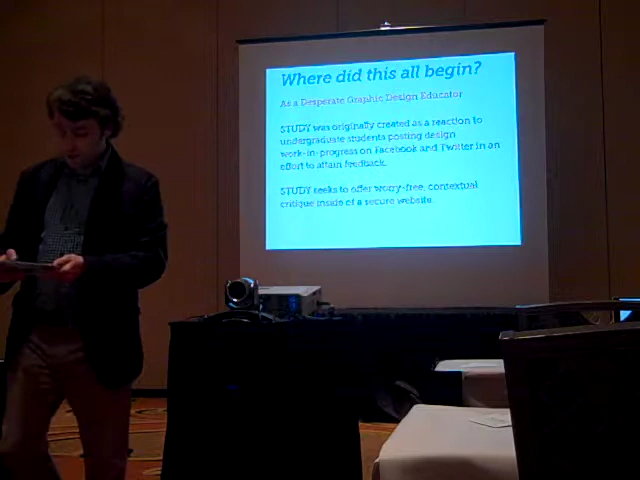 Where did this all begin?
As a Desperate Graphic Design Educator
STUDY was originally created as a reaction to
undergraduate students posting design
work-in-progress on Facebook and Twitter in an
effort to attain feedback.
STUDY seeks to offer worry-free, contextual
critique inside of a secure website.